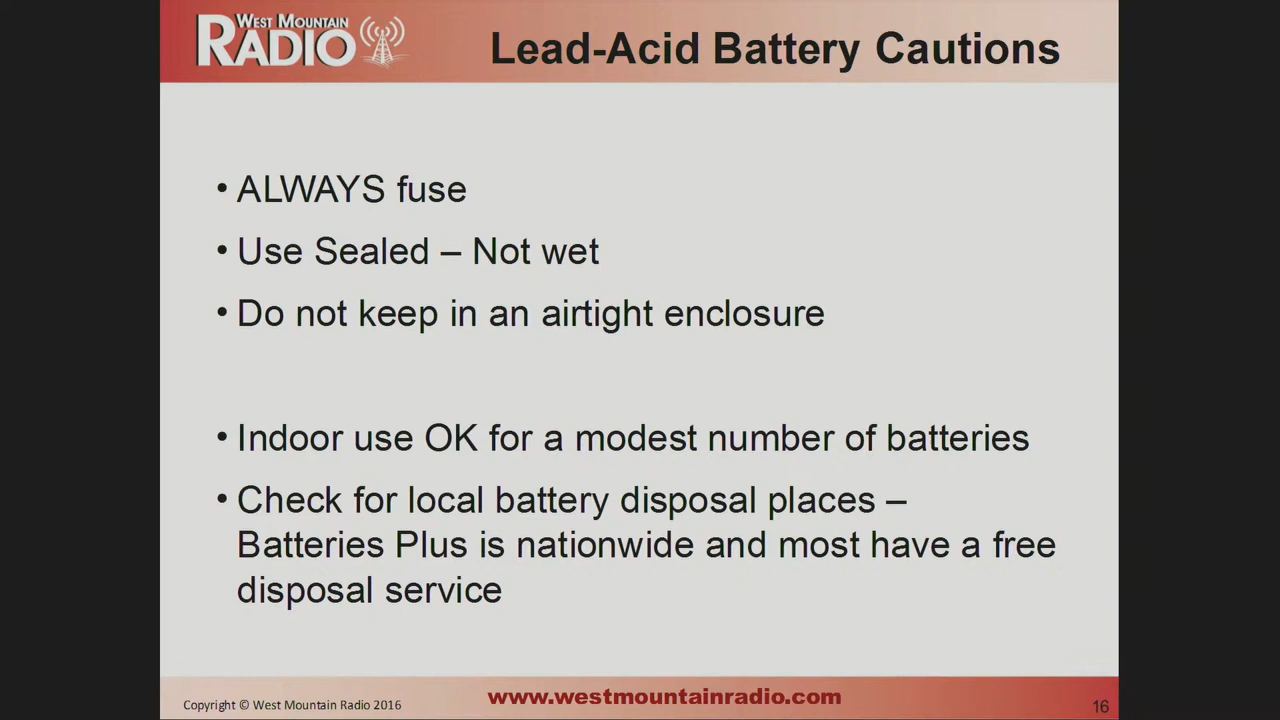 WEST MOUNTAIN
RADIO
Lead-Acid Battery Cautions
• ALWAYS fuse
• Use Sealed – Not wet
• Do not keep in an airtight enclosure
• Indoor use OK for a modest number of batteries
• Check for local battery disposal places –
Batteries Plus is nationwide and most have a free
disposal service
Copyright © West Mountain Radio 2016
www.westmountainradio.com
16